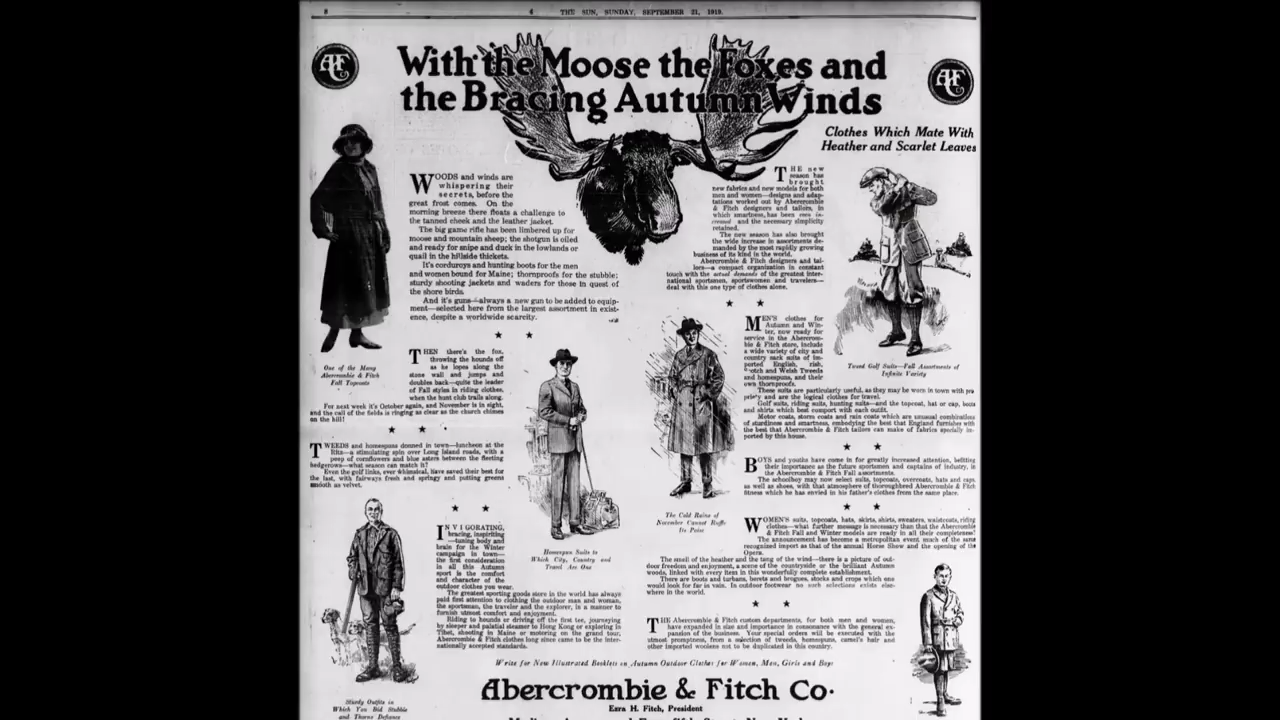 8 4 THE SUN, SUNDAY, SEPTEMBER 21, 1919.
AF
With the Moose the Foxes and
the Bracing Autumn Winds
AF
Clothes Which Mate With
Heather and Scarlet Leaves
WOODS and winds are
whispering their
secrets, before the
great frost comes. On the
morning breeze there floats a challenge to
the tanned cheek and the leather jacket.
The big game rifle has been limbered up for
moose and mountain sheep; the shotgun is oiled
and ready for snipe and duck in the lowlands or
quail in the hillside thickets.
It's corduroys and hunting boots for the men
and women bound for Maine; thornproofs for the stubble;
sturdy shooting jackets and waders for those in quest of
the shore birds.
And it's guns—always a new gun to be added to equip-
ment—selected here from the largest assortment in exist-
ence, despite a worldwide scarcity.
One of the Many
Abercrombie & Fitch
Fall Topcoats
THEN there's the fox,
throwing the hounds off
as he lopes along the
stone wall and jumps and
doubles back—quite the leader
of Fall styles in riding clothes,
when the hunt club trails along.
For next week it's October again, and November is in sight,
and the call of the fields is ringing as clear as the church chimes
on the hill!
TWEEDS and homespuns donned in town—luncheon at the
Ritz—a stimulating spin over Long Island roads, with a
peep of cornflowers and blue asters between the fleeting
hedgerows—what season can match it?
Even the golf links, ever whimsical, have saved their best for
the last, with fairways fresh and springy and putting greens
smooth as velvet.
INVIGORATING,
bracing, inspiriting
—tuning body and
brain for the Winter
campaign in town—
the first consideration
in all this Autumn
sport is the comfort
and character of the
outdoor clothes you wear.
The greatest sporting goods store in the world has always
paid first attention to clothing the outdoor man and woman,
the sportsman, the traveler and the explorer, in a manner to
furnish utmost comfort and enjoyment.
Riding to hounds or driving off the first tee, journeying
by sleeper and palatial steamer to Hong Kong or exploring in
Tibet, shooting in Maine or motoring on the grand tour,
Abercrombie & Fitch clothes long since came to be the inter-
nationally accepted standards.
Sturdy Outfits in
Which You Bid Stubble
and Thorns Defiance
Homespun Suits in
Which City, Country and
Travel Are One
THE new
season has
brought
new fabrics and new models for both
men and women—designs and adap-
tations worked out by Abercrombie
& Fitch designers and tailors, in
which smartness has been even in-
creased and the necessary simplicity
retained.
The new season has also brought
the wide increase in assortments de-
manded by the most rapidly growing
business of its kind in the world.
Abercrombie & Fitch designers and tai-
lors—a compact organization in constant
touch with the actual demands of the greatest inter-
national sportsmen, sportswomen and travelers—
deal with this one type of clothes alone.
Tweed Golf Suits—Fall Assortments of
Infinite Variety
The Cold Rains of
November Cannot Ruffle
Its Poise
MEN'S clothes for
Autumn and Win-
ter, now ready for
service in the Abercrom-
bie & Fitch store, include
a wide variety of city and
country sack suits of im-
ported English,
Scotch and Welsh Tweeds
and homespuns, and their
own thornproofs.
These suits are particularly useful, as they may be worn in town with pro
priety and are the logical clothes for travel.
Golf suits, riding suits, hunting suits—and the topcoat, hat or cap, boots
and shirts which best comport with each outfit.
Motor coats, storm coats and rain coats which are unusual combinations
of sturdiness and smartness, embodying the best that England furnishes with
the best that Abercrombie & Fitch tailors can make of fabrics specially im-
ported by this house.
BOYS and youths have come in for greatly increased attention, befitting
their importance as the future sportsmen and captains of industry, in
the Abercrombie & Fitch Fall assortments.
The schoolboy may now select suits, topcoats, overcoats, hats and caps,
as well as shoes, with that atmosphere of thoroughbred Abercrombie & Fitch
fitness which he has envied in his father's clothes from the same place.
WOMEN'S suits, topcoats, hats, skirts, shirts, sweaters, waistcoats, riding
clothes—what further message is necessary than that the Abercrombie
& Fitch Fall and Winter models are ready in all their completeness!
The announcement has become a metropolitan event much of the same
recognized import as that of the annual Horse Show and the opening of the
Opera.
The smell of the heather and the tang of the wind—there is a picture of out-
door freedom and enjoyment, a scene of the countryside or the brilliant Autumn
woods, linked with every item in this wonderfully complete establishment.
There are boots and turbans, borsts and brogues, stocks and crops which one
would look for far in vain. In outdoor footwear no such selections exists else-
where in the world.
THE Abercrombie & Fitch custom departments, for both men and women,
have expanded in size and importance in consonance with the general ex-
pansion of the business. Your special orders will be executed with the
utmost promptness, from a selection of tweeds, homespuns, camel's hair and
other imported woolens not to be duplicated in this country.
Write for New Illustrated Booklets on Autumn Outdoor Clothes for Women, Men, Girls and Boys
Abercrombie & Fitch Co.
Ezra H. Fitch, President